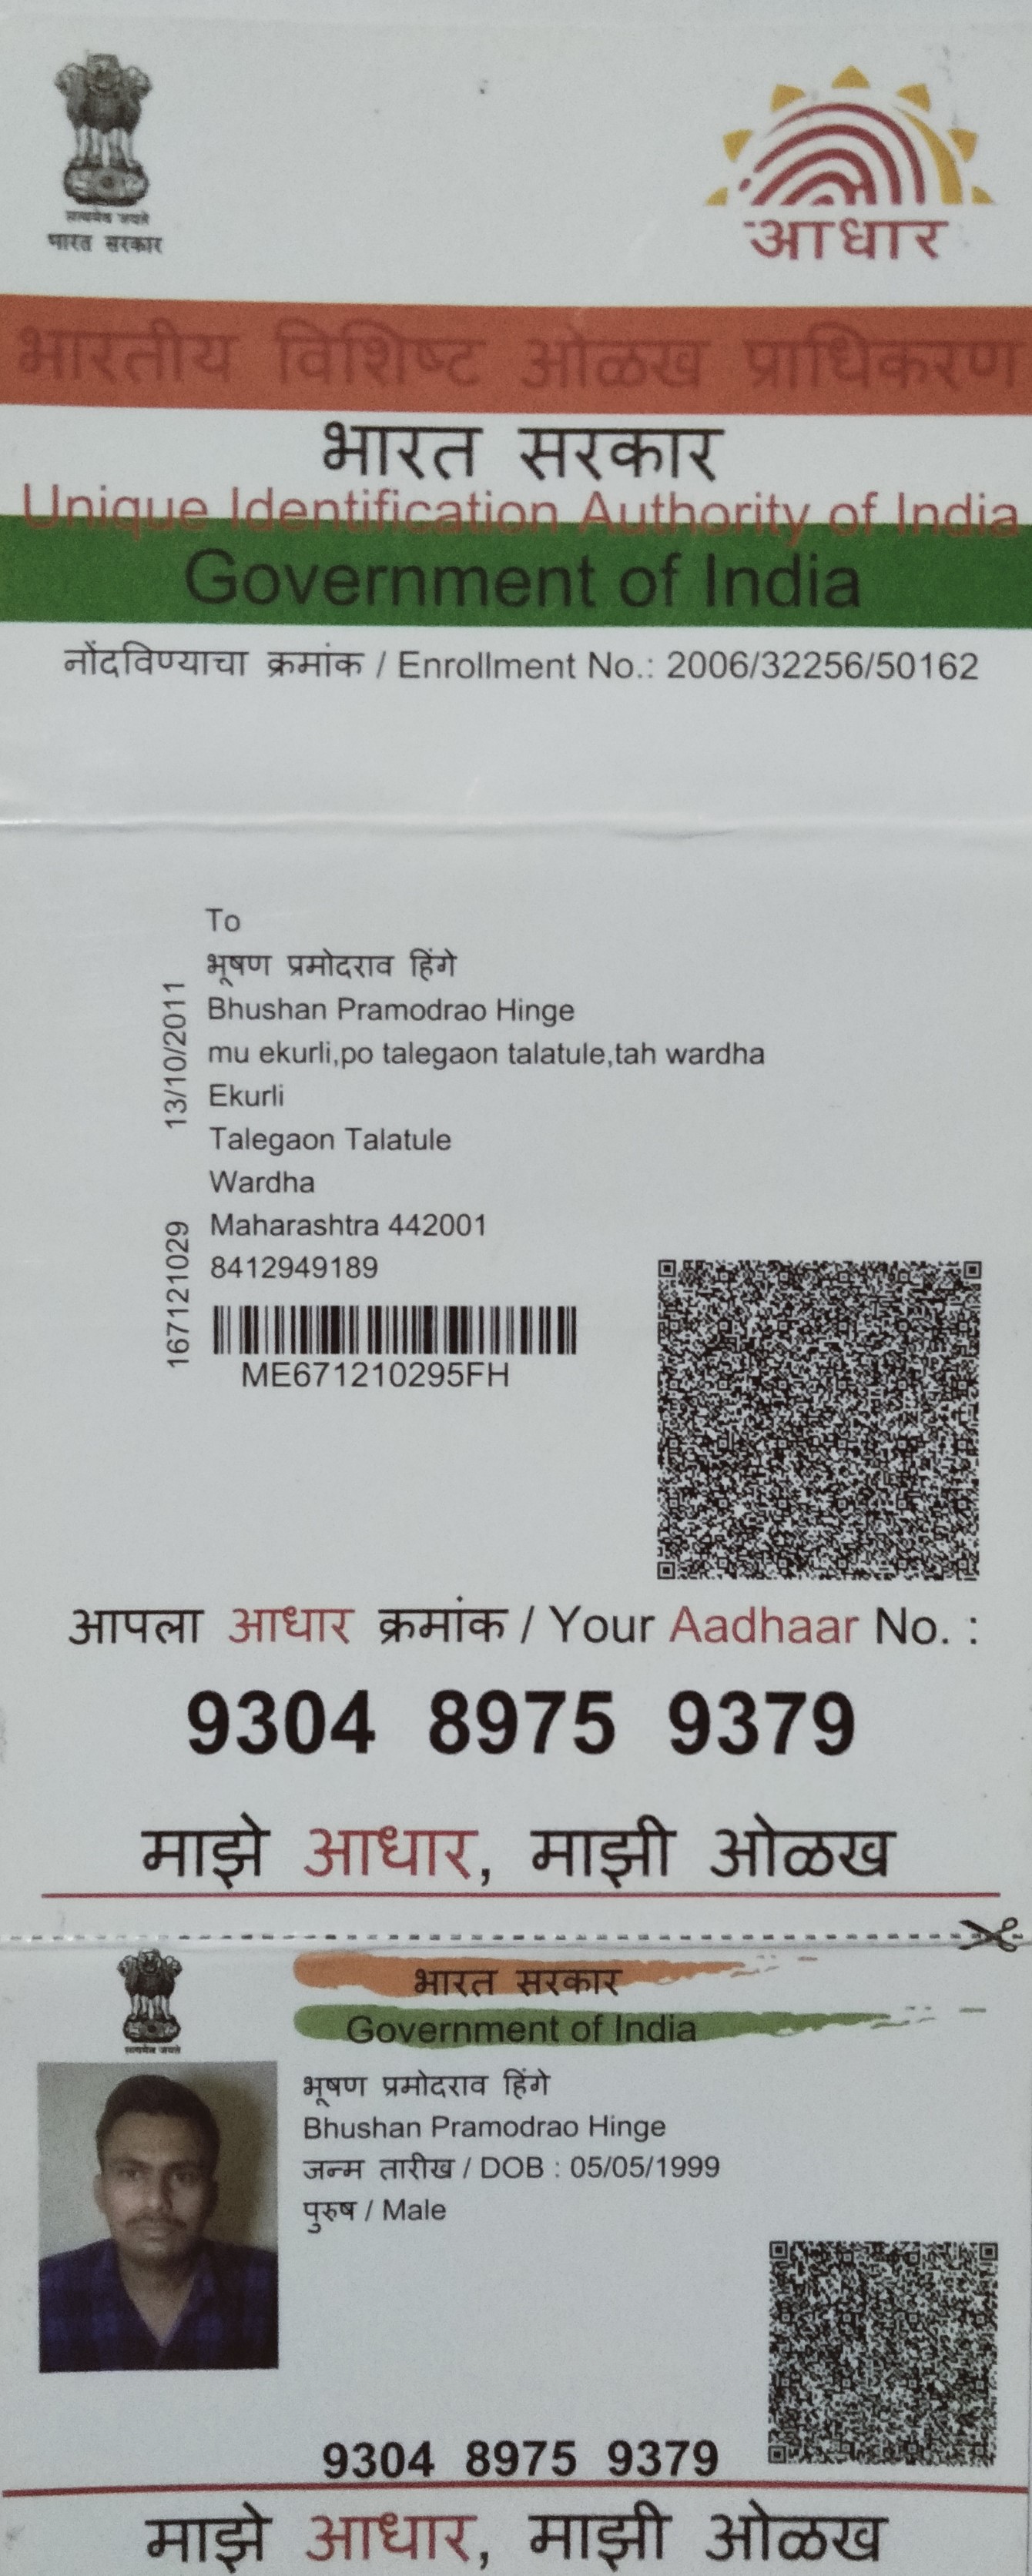 सत्यमेव जयते
भारत सरकार
आधार
भारतीय विशिष्ट ओळख प्राधिकरण
भारत सरकार
Unique Identification Authority of India
Government of India
नोंदविण्याचा क्रमांक / Enrollment No.: 2006/32256/50162
To
भूषण प्रमोदराव हिंगे
Bhushan Pramodrao Hinge
mu ekurli,po talegaon talatule,tah wardha
Ekurli
Talegaon Talatule
Wardha
Maharashtra 442001
8412949189
13/10/2011
167121029
ME671210295FH
आपला आधार क्रमांक / Your Aadhaar No. :
9304 8975 9379
माझे आधार, माझी ओळख
सत्यमेव जयते
भारत सरकार
Government of India
भूषण प्रमोदराव हिंगे
Bhushan Pramodrao Hinge
जन्म तारीख / DOB : 05/05/1999
पुरुष / Male
9304 8975 9379
माझे आधार, माझी ओळख